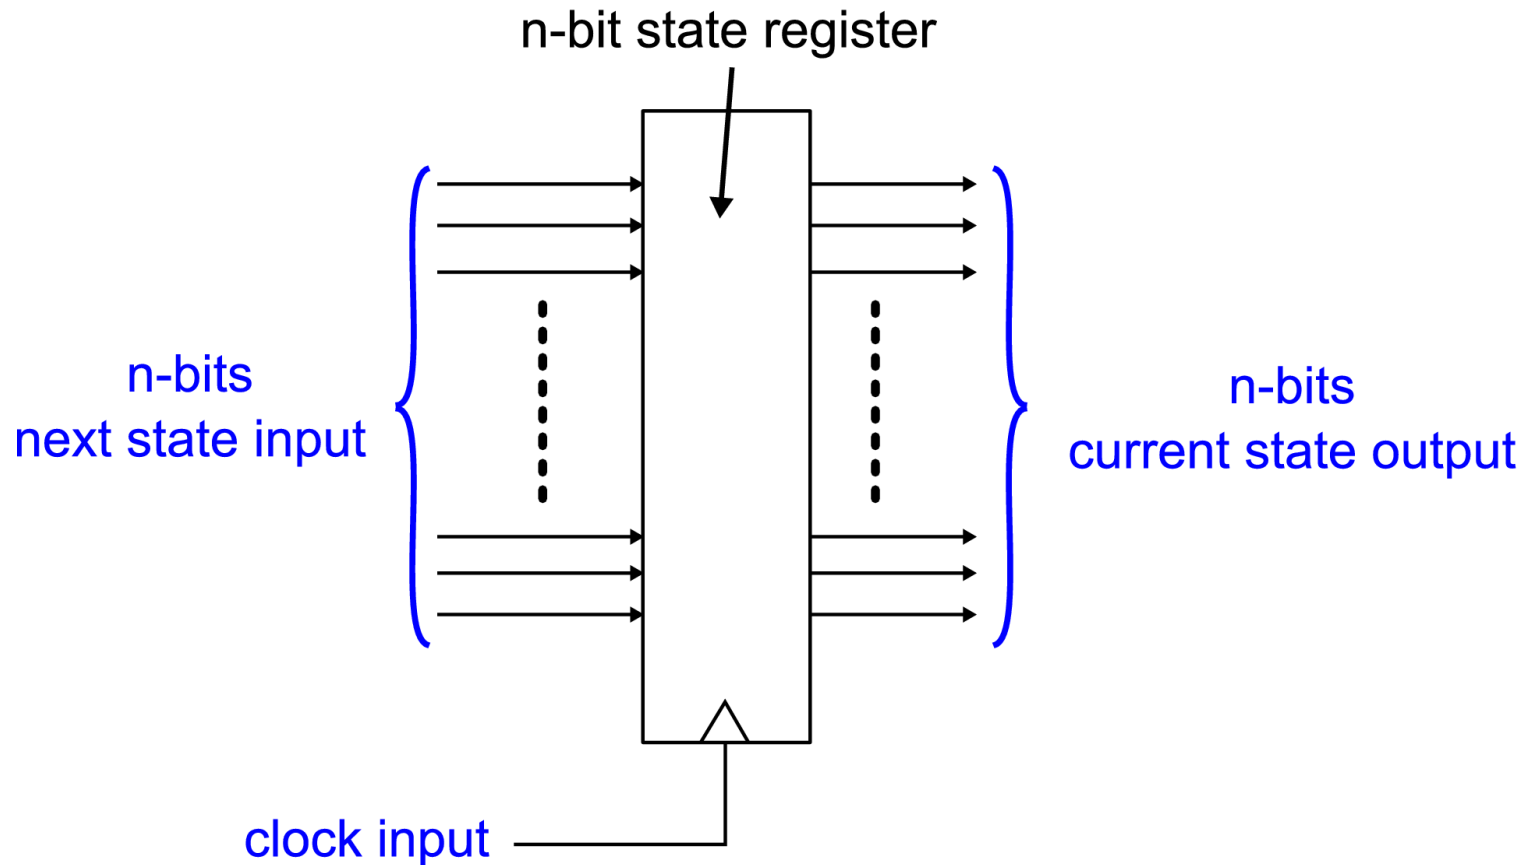 n-bit state register
n-bits
next state input
n-bits
current state output
clock input